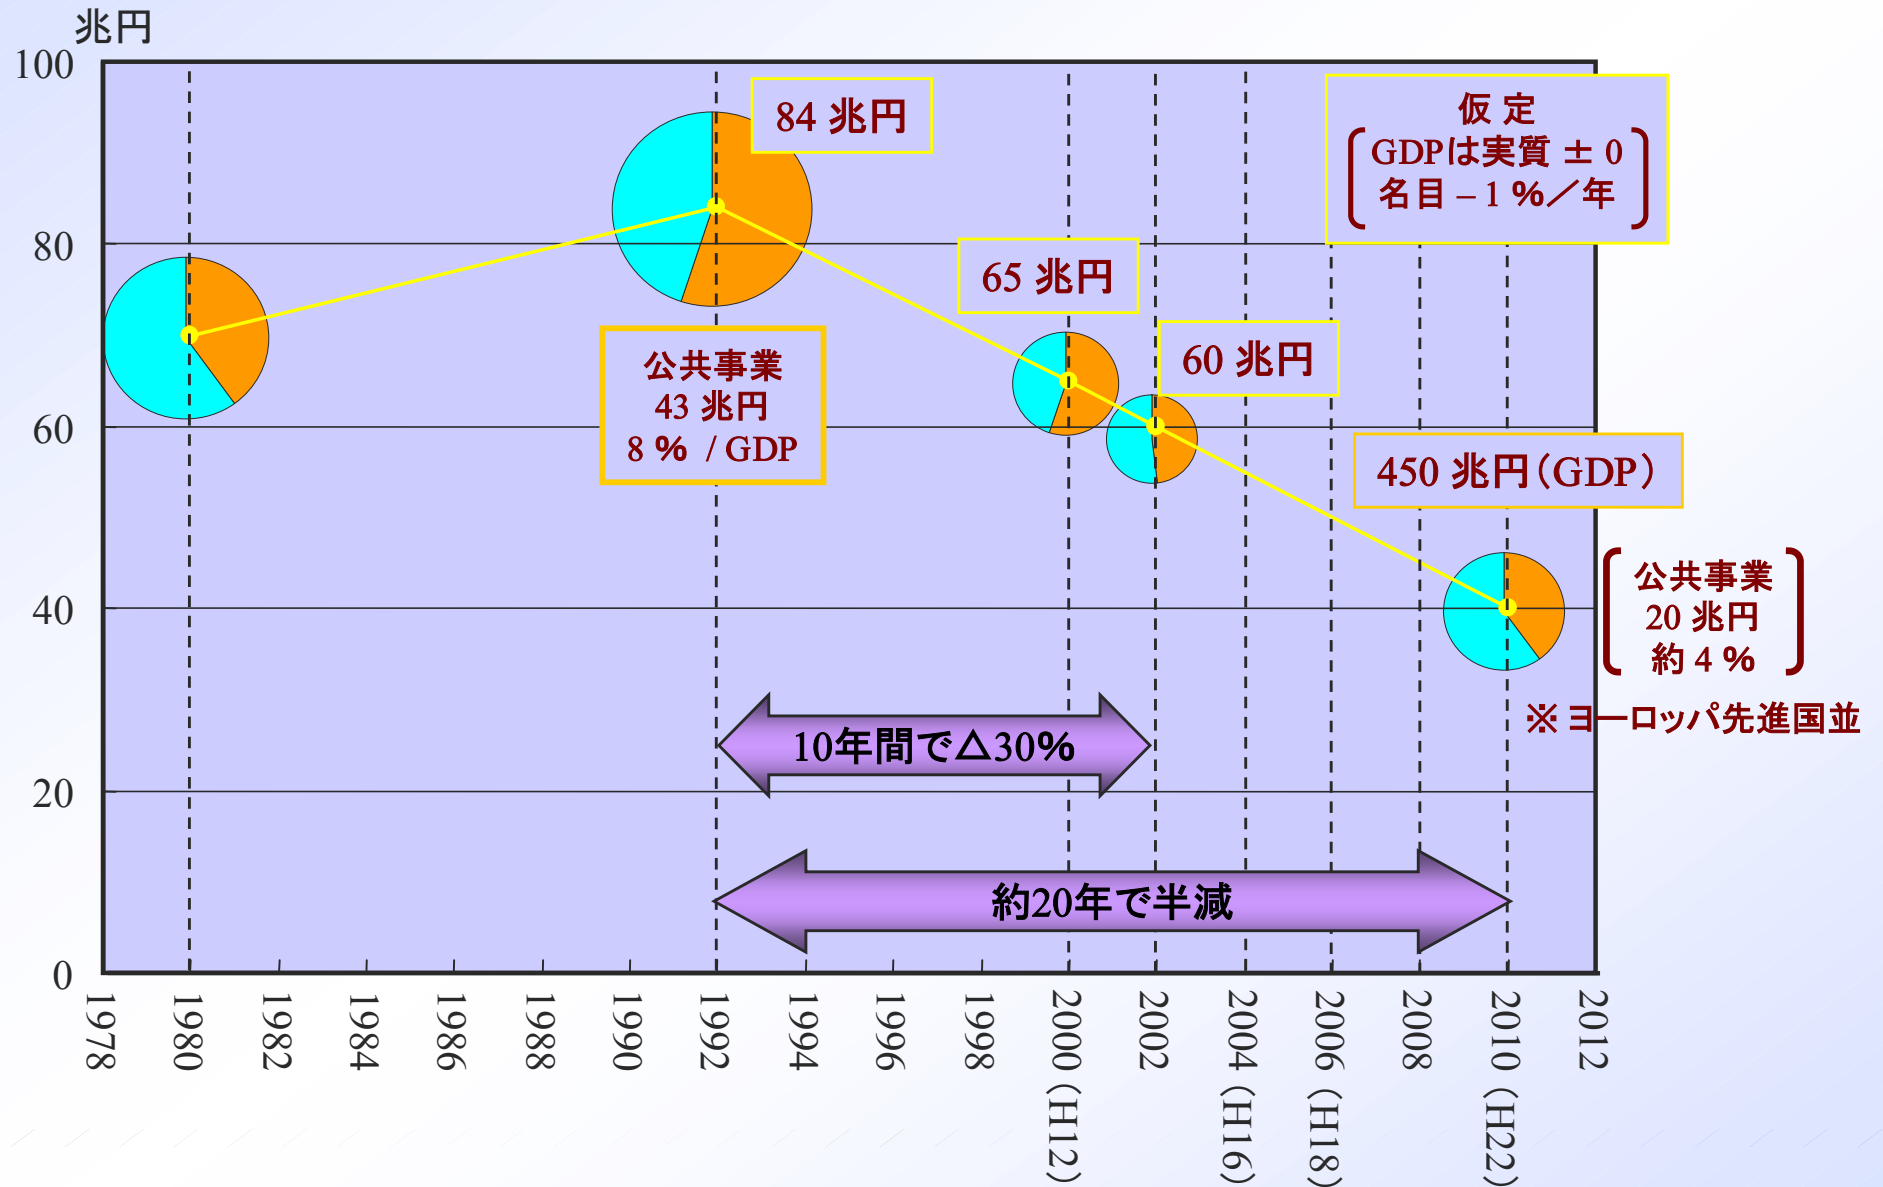 兆円
100
80
60
40
20
0
84 兆円
仮 定
GDPは実質 ± 0
名目 – 1 %／年
65 兆円
60 兆円
公共事業
43 兆円
8 % / GDP
450 兆円（GDP）
公共事業
20 兆円
約 4 %
※ヨーロッパ先進国並
10年間で△30%
約20年で半減
1978
1980
1982
1984
1986
1988
1990
1992
1994
1996
1998
2000（H12）
2002
2004（H16）
2006（H18）
2008
2010（H22）
2012